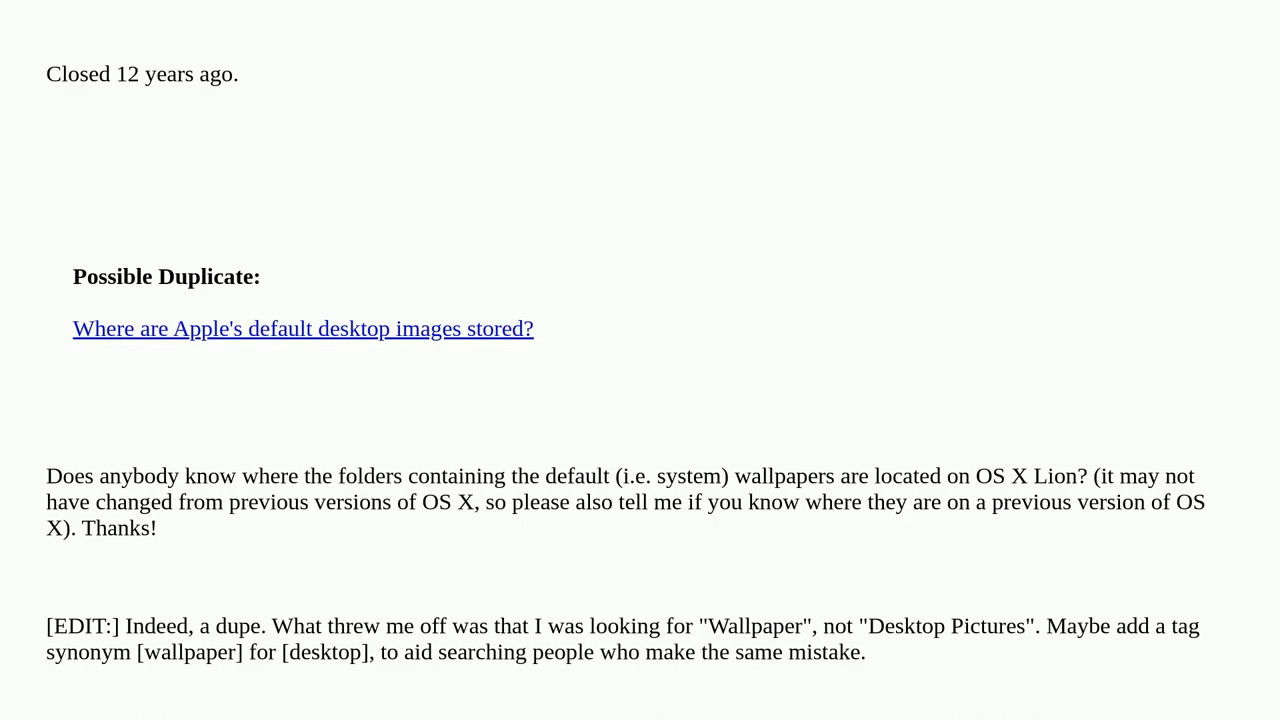 Closed 12 years ago.
Possible Duplicate:
Where are Apple's default desktop images stored?
Does anybody know where the folders containing the default (i.e. system) wallpapers are located on OS X Lion? (it may not
have changed from previous versions of OS X, so please also tell me if you know where they are on a previous version of OS
X). Thanks!
[EDIT:] Indeed, a dupe. What threw me off was that I was looking for "Wallpaper", not "Desktop Pictures". Maybe add a tag
synonym [wallpaper] for [desktop], to aid searching people who make the same mistake.